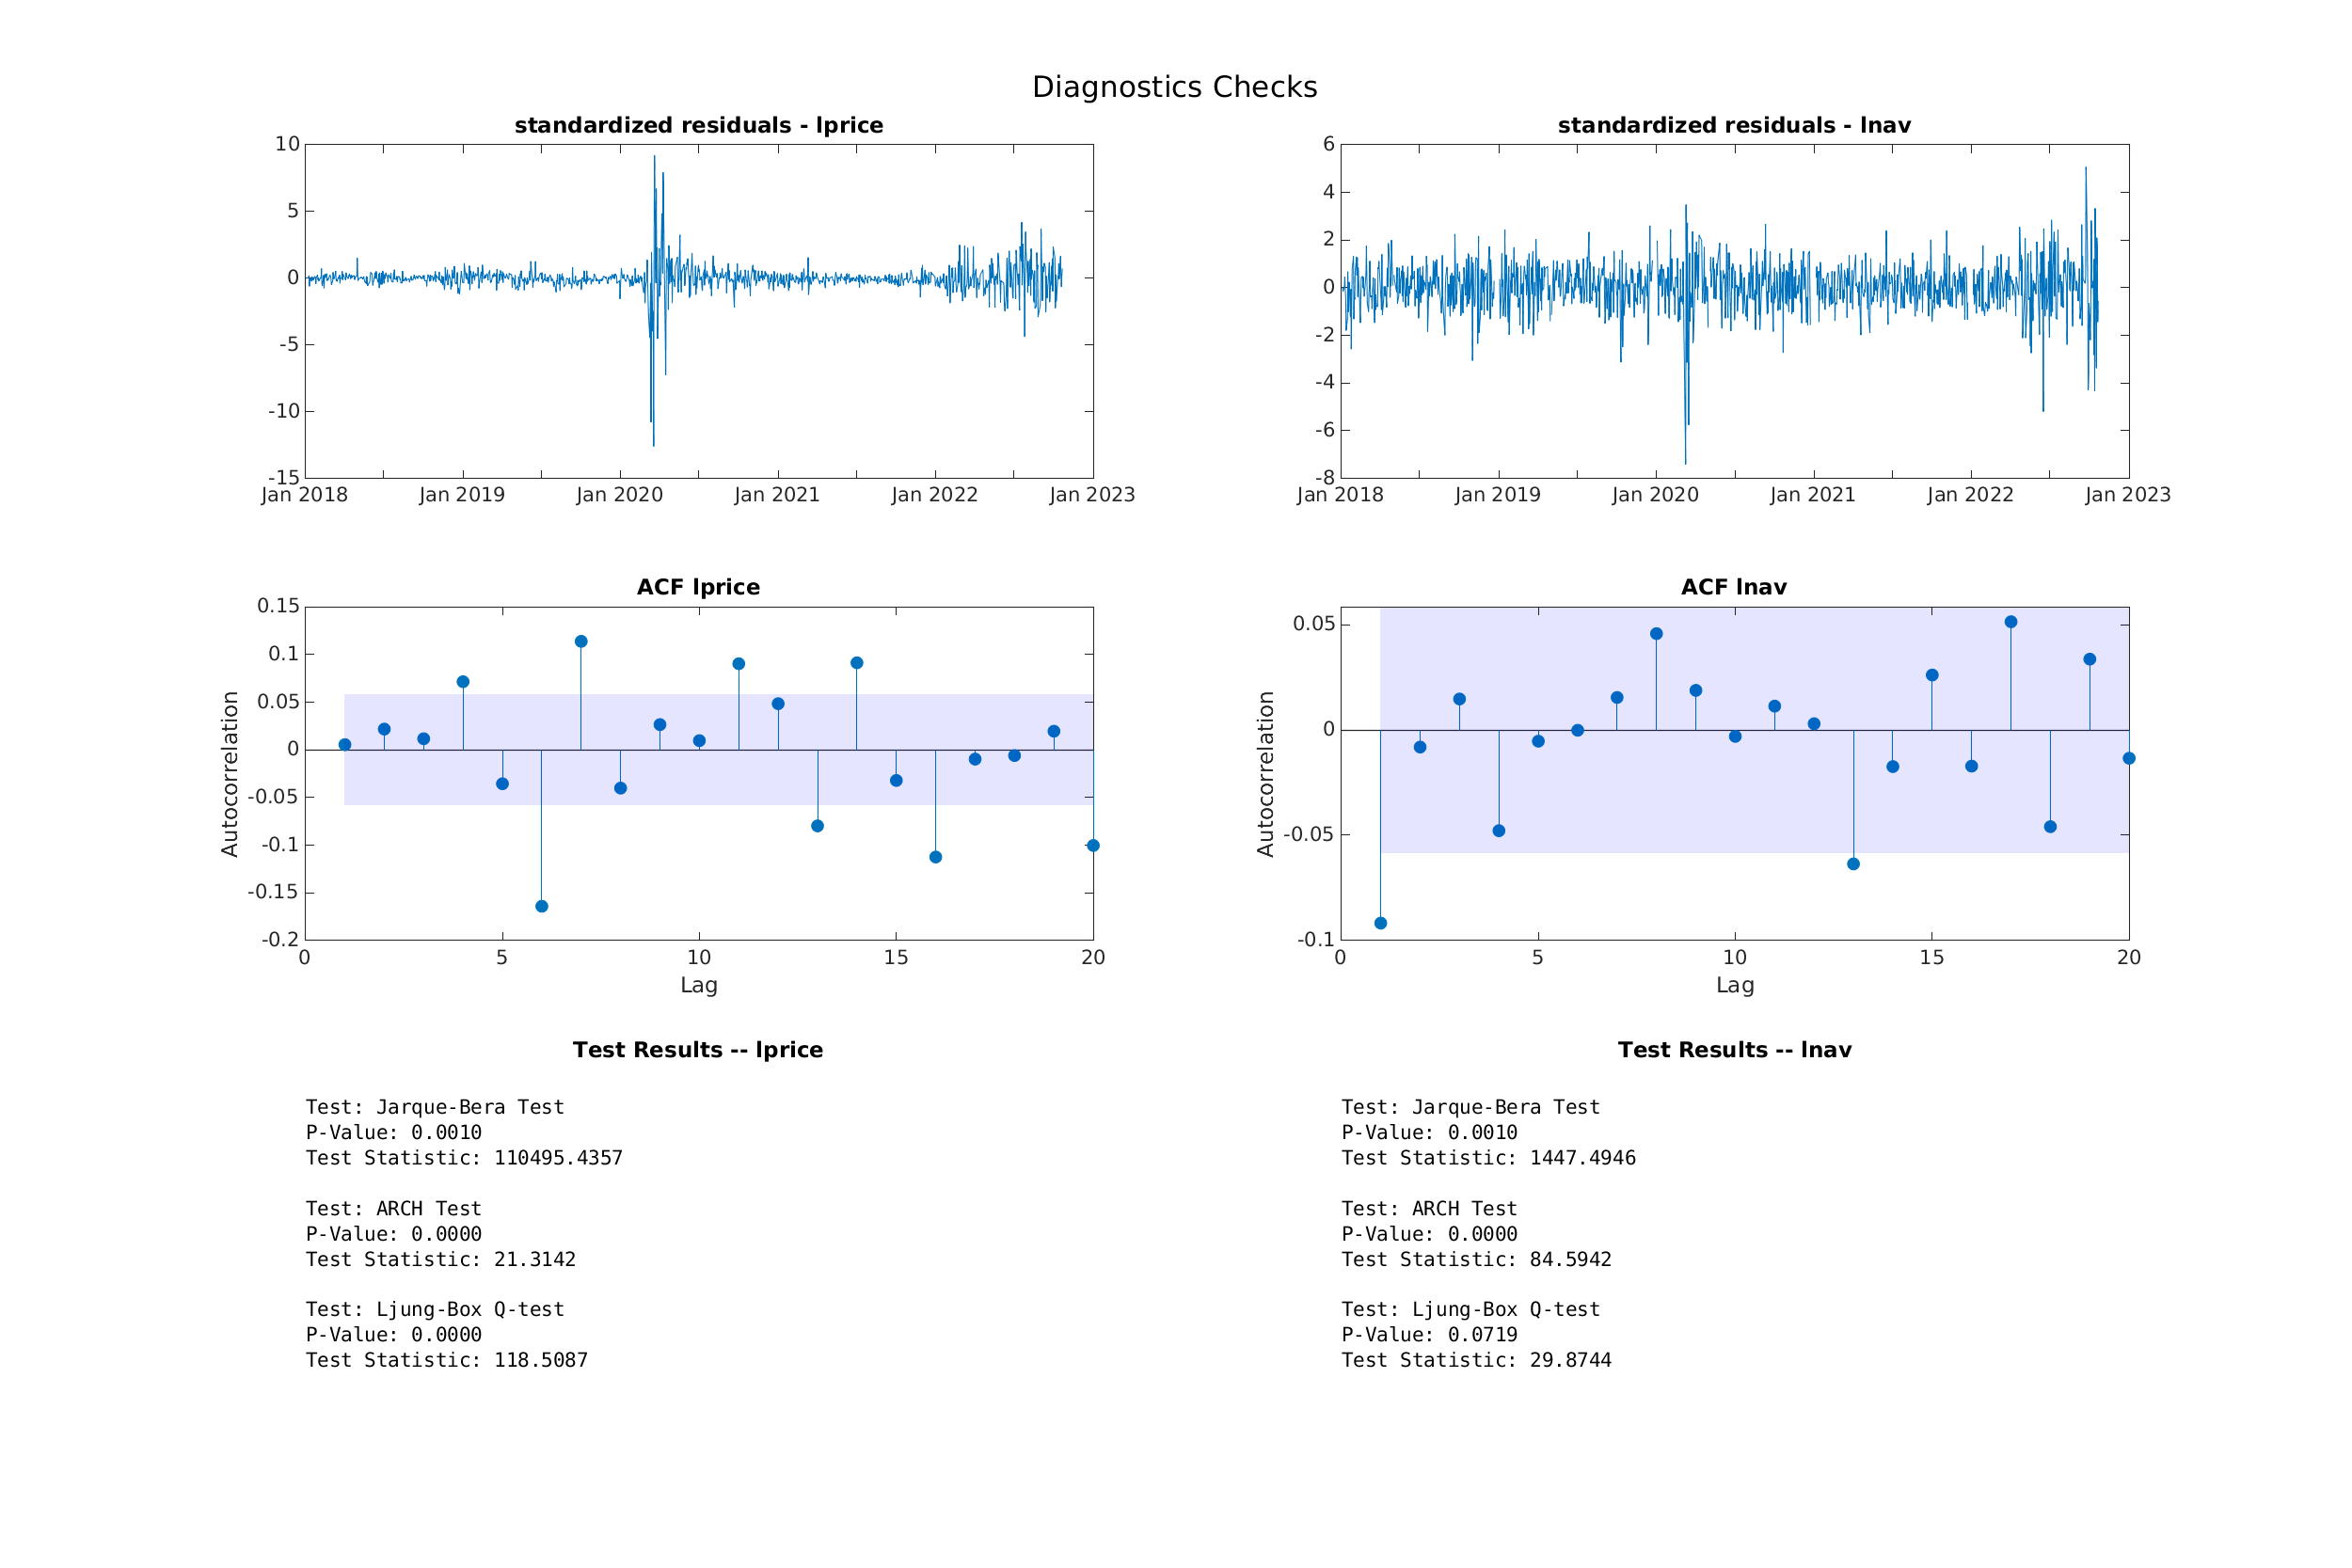 Diagnostics Checks
standardized residuals - lprice
10
5
0
-5
-10
-15
Jan 2018 Jan 2019 Jan 2020 Jan 2021 Jan 2022 Jan 2023
standardized residuals - lnav
6
4
2
0
-2
-4
-6
-8
Jan 2018 Jan 2019 Jan 2020 Jan 2021 Jan 2022 Jan 2023
ACF lprice
Autocorrelation
0.15
0.1
0.05
0
-0.05
-0.1
-0.15
-0.2
0 5 10 15 20
Lag
ACF lnav
Autocorrelation
0.05
0
-0.05
-0.1
0 5 10 15 20
Lag
Test Results -- lprice
Test: Jarque-Bera Test
P-Value: 0.0010
Test Statistic: 110495.4357
Test: ARCH Test
P-Value: 0.0000
Test Statistic: 21.3142
Test: Ljung-Box Q-test
P-Value: 0.0000
Test Statistic: 118.5087
Test Results -- lnav
Test: Jarque-Bera Test
P-Value: 0.0010
Test Statistic: 1447.4946
Test: ARCH Test
P-Value: 0.0000
Test Statistic: 84.5942
Test: Ljung-Box Q-test
P-Value: 0.0719
Test Statistic: 29.8744